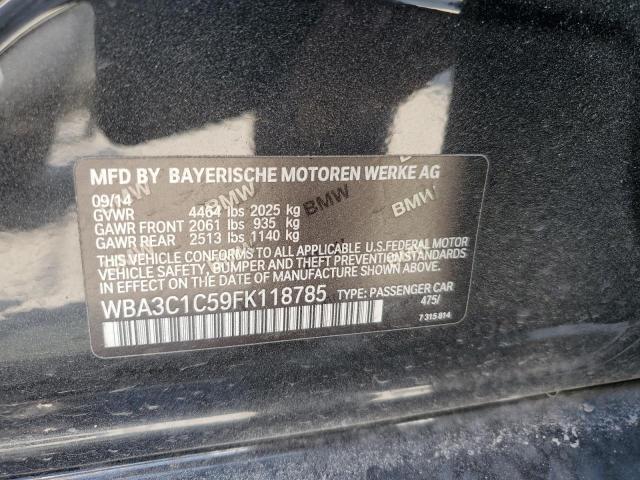 MFD BY BAYERISCHE MOTOREN WERKE AG
09/14
GVWR 4464 lbs 2025 kg
GAWR FRONT 2061 lbs 935 kg
GAWR REAR 2513 lbs 1140 kg
THIS VEHICLE CONFORMS TO ALL APPLICABLE U.S. FEDERAL MOTOR
VEHICLE SAFETY, BUMPER AND THEFT PREVENTION STANDARDS
IN EFFECT ON THE DATE OF MANUFACTURE SHOWN ABOVE.
WBA3C1C59FK118785 TYPE: PASSENGER CAR
475/
7 315 814
BMW
BMW
BMW
BMW